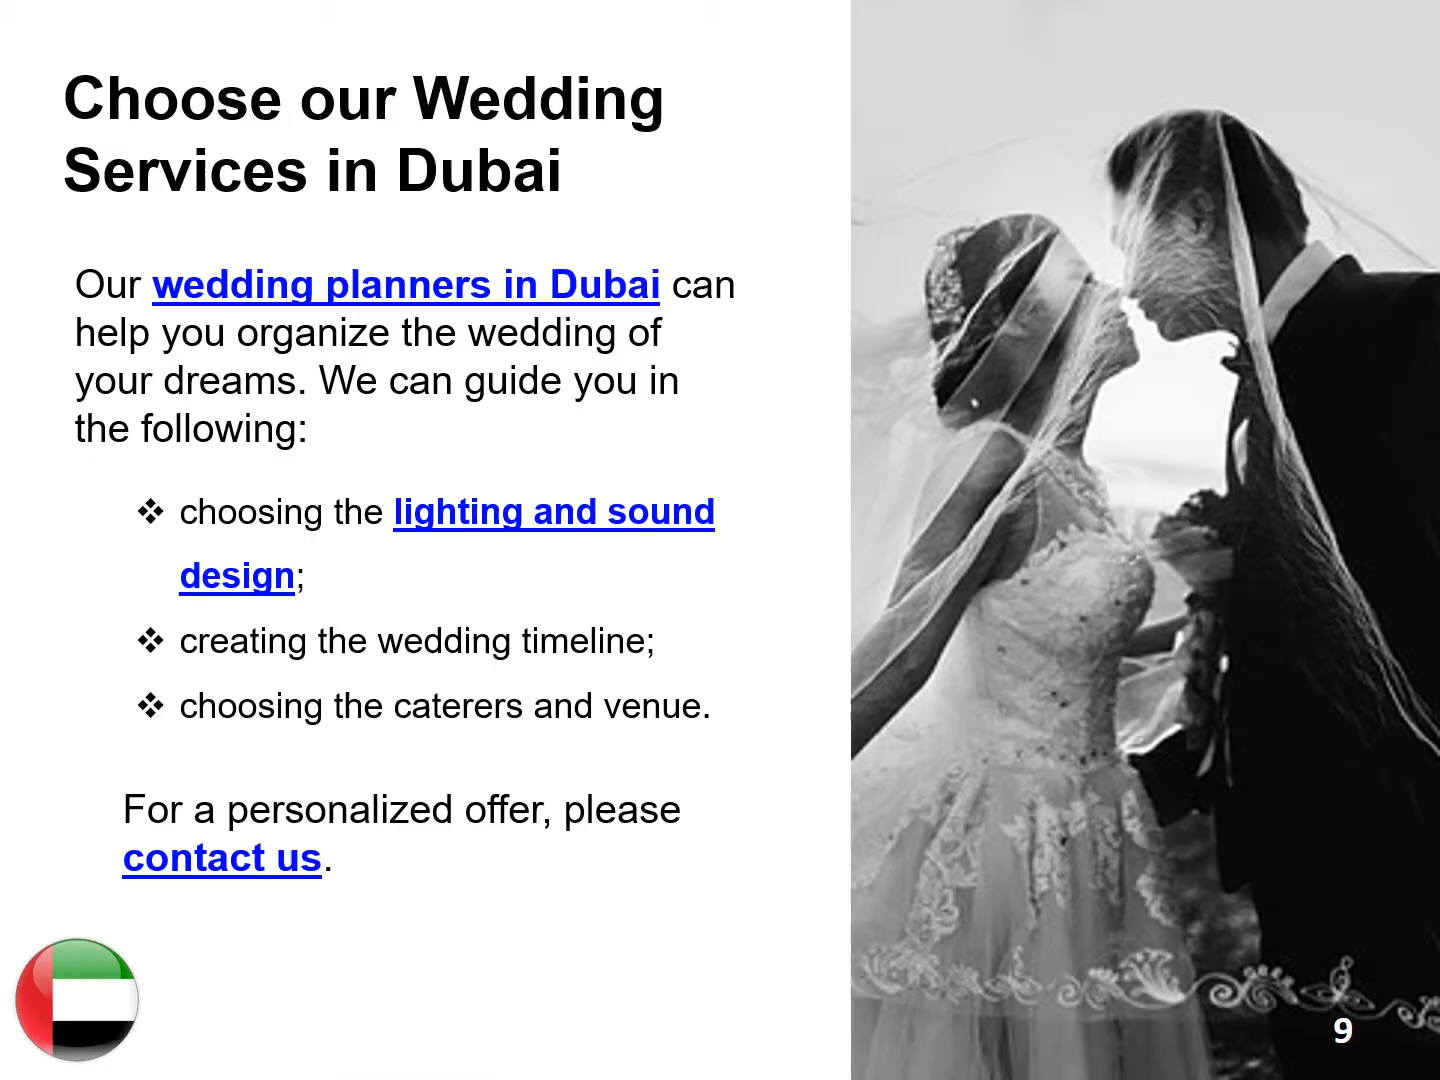 Choose our Wedding
Services in Dubai
Our wedding planners in Dubai can
help you organize the wedding of
your dreams. We can guide you in
the following:
❖ choosing the lighting and sound
design;
❖ creating the wedding timeline;
❖ choosing the caterers and venue.
For a personalized offer, please
contact us.
9